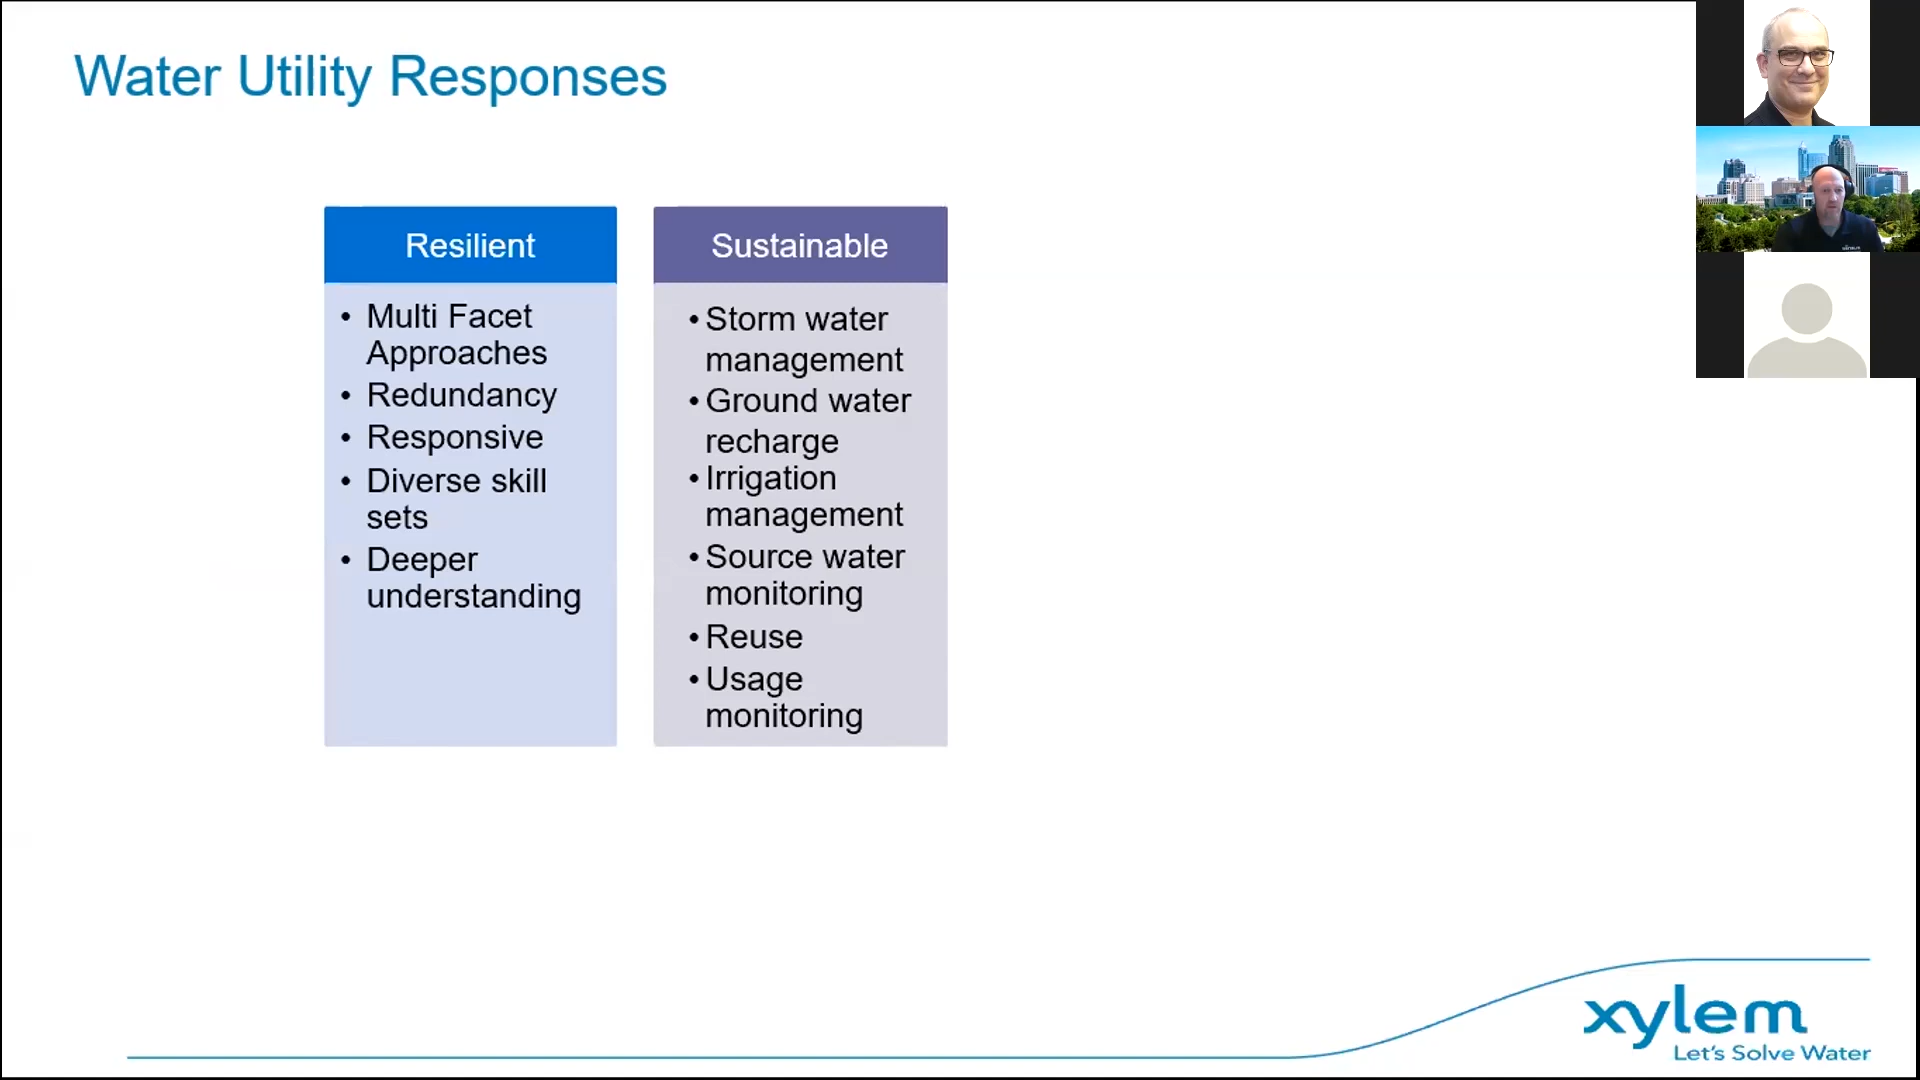 Water Utility Responses
Resilient
• Multi Facet
Approaches
• Redundancy
• Responsive
• Diverse skill
sets
• Deeper
understanding
Sustainable
• Storm water
management
• Ground water
recharge
• Irrigation
management
• Source water
monitoring
• Reuse
• Usage
monitoring
xylem
Let's Solve Water